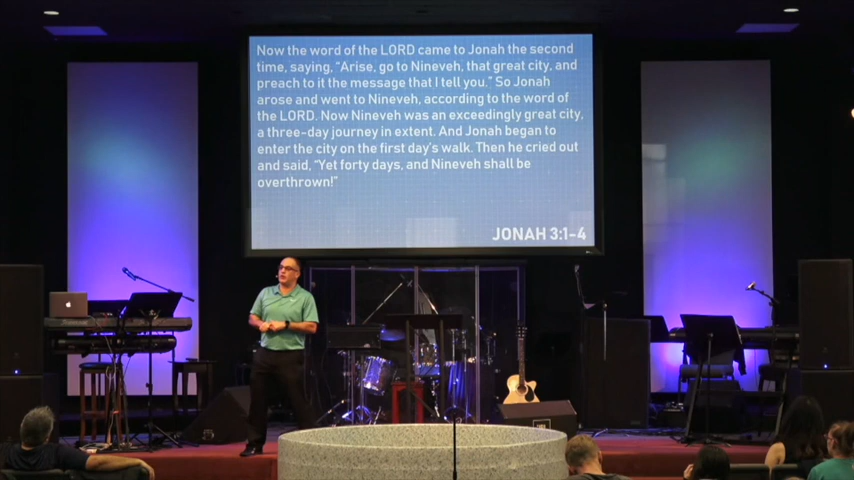 Now the word of the LORD came to Jonah the second
time, saying, “Arise, go to Nineveh, that great city, and
preach to it the message that I tell you.” So Jonah
arose and went to Nineveh, according to the word of
the LORD. Now Nineveh was an exceedingly great city,
a three-day journey in extent. And Jonah began to
enter the city on the first day’s walk. Then he cried out
and said, “Yet forty days, and Nineveh shall be
overthrown!”
JONAH 3:1-4